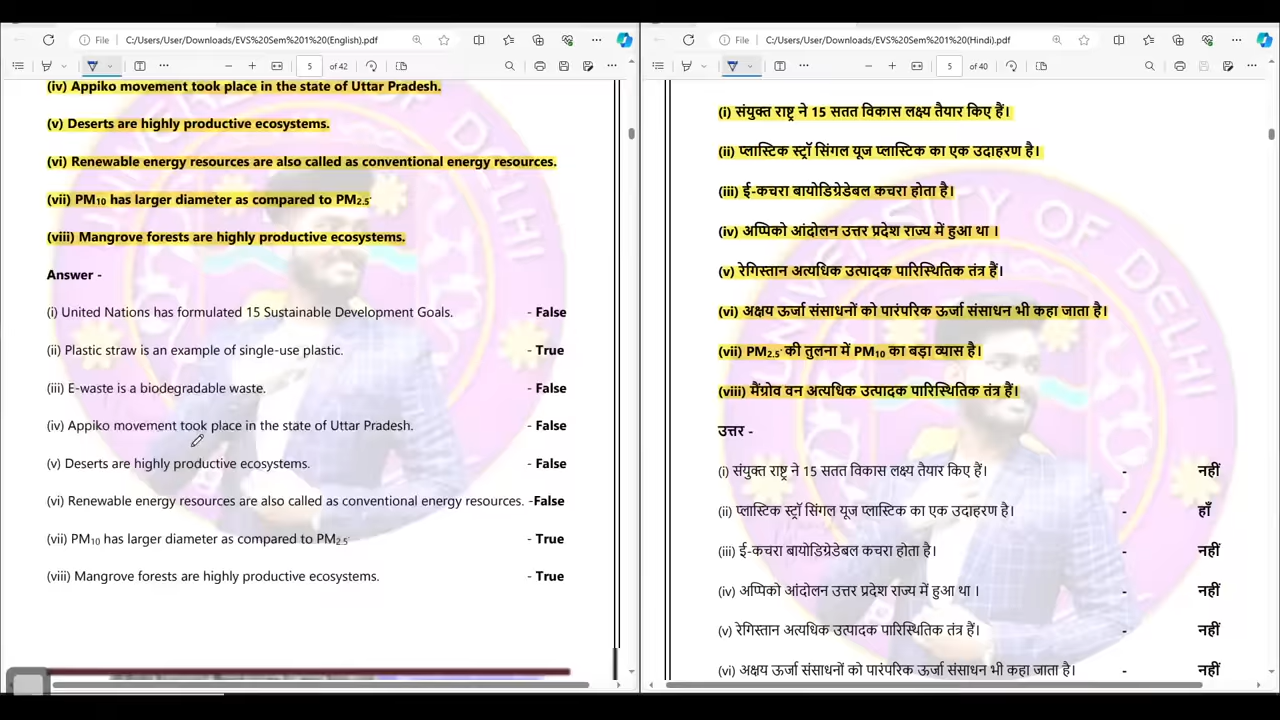 File C:/Users/User/Downloads/EVS%20Sem%201%20(English).pdf
5 of 42
(iv) Appiko movement took place in the state of Uttar Pradesh.
(v) Deserts are highly productive ecosystems.
(vi) Renewable energy resources are also called as conventional energy resources.
(vii) PM10 has larger diameter as compared to PM2.5.
(viii) Mangrove forests are highly productive ecosystems.
Answer -
(i) United Nations has formulated 15 Sustainable Development Goals. - False
(ii) Plastic straw is an example of single-use plastic. - True
(iii) E-waste is a biodegradable waste. - False
(iv) Appiko movement took place in the state of Uttar Pradesh. - False
(v) Deserts are highly productive ecosystems. - False
(vi) Renewable energy resources are also called as conventional energy resources. -False
(vii) PM10 has larger diameter as compared to PM2.5. - True
(viii) Mangrove forests are highly productive ecosystems. - True
File C:/Users/User/Downloads/EVS%20Sem%201%20(Hindi).pdf
5 of 40
(i) संयुक्त राष्ट्र ने 15 सतत विकास लक्ष्य तैयार किए हैं।
(ii) प्लास्टिक स्ट्रॉ सिंगल यूज प्लास्टिक का एक उदाहरण है।
(iii) ई-कचरा बायोडिग्रेडेबल कचरा होता है।
(iv) अप्पिको आंदोलन उत्तर प्रदेश राज्य में हुआ था ।
(v) रेगिस्तान अत्यधिक उत्पादक पारिस्थितिक तंत्र हैं।
(vi) अक्षय ऊर्जा संसाधनों को पारंपरिक ऊर्जा संसाधन भी कहा जाता है।
(vii) PM2.5. की तुलना में PM10 का बड़ा व्यास है।
(viii) मैंग्रोव वन अत्यधिक उत्पादक पारिस्थितिक तंत्र हैं।
उत्तर -
(i) संयुक्त राष्ट्र ने 15 सतत विकास लक्ष्य तैयार किए हैं। - नहीं
(ii) प्लास्टिक स्ट्रॉ सिंगल यूज प्लास्टिक का एक उदाहरण है। - हाँ
(iii) ई-कचरा बायोडिग्रेडेबल कचरा होता है। - नहीं
(iv) अप्पिको आंदोलन उत्तर प्रदेश राज्य में हुआ था । - नहीं
(v) रेगिस्तान अत्यधिक उत्पादक पारिस्थितिक तंत्र हैं। - नहीं
(vi) अक्षय ऊर्जा संसाधनों को पारंपरिक ऊर्जा संसाधन भी कहा जाता है। - नहीं
UNIVERSITY OF DELHI